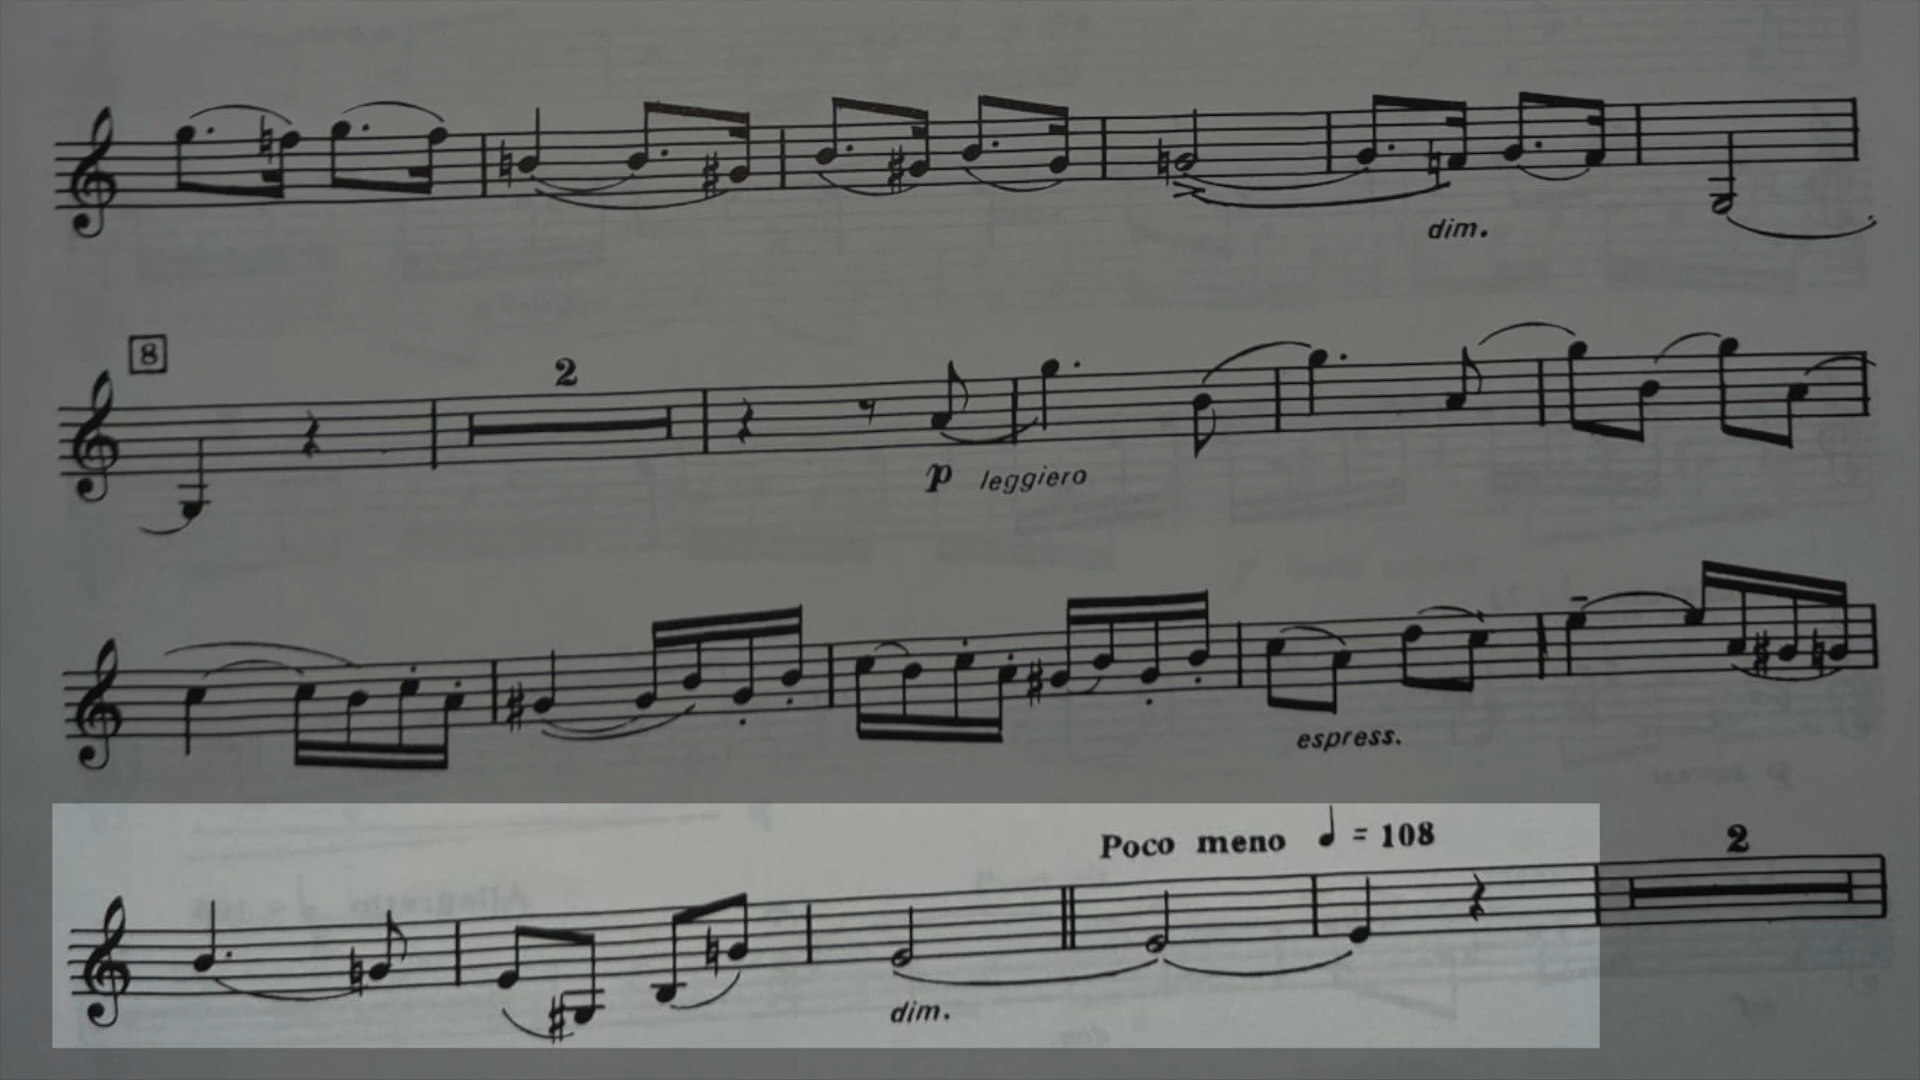 dim.
8
2
p leggiero
espress.
Poco meno ♩ = 108
2
dim.